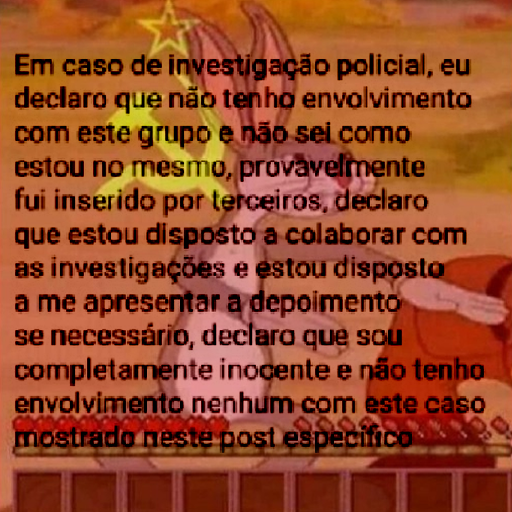 Em caso de investigação policial, eu
declaro que não tenho envolvimento
com este grupo e não sei como
estou no mesmo, provavelmente
fui inserido por terceiros, declaro
que estou disposto a colaborar com
as investigações e estou disposto
a me apresentar a depoimento
se necessário, declaro que sou
completamente inocente e não tenho
envolvimento nenhum com este caso
mostrado neste post específico